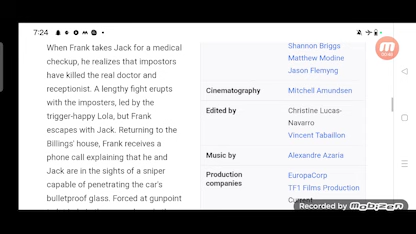 7:24
When Frank takes Jack for a medical
checkup, he realizes that impostors
have killed the real doctor and
receptionist. A lengthy fight erupts
with the imposters, led by the
trigger-happy Lola, but Frank
escapes with Jack. Returning to the
Billings' house, Frank receives a
phone call explaining that he and
Jack are in the sights of a sniper
capable of penetrating the car's
bulletproof glass. Forced at gunpoint
Shannon Briggs
Matthew Modine
Jason Flemyng
Cinematography Mitchell Amundsen
Edited by Christine Lucas-
Navarro
Vincent Tabaillon
Music by Alexandre Azaria
Production EuropaCorp
companies TF1 Films Production
Current
Recorded by Mobizen